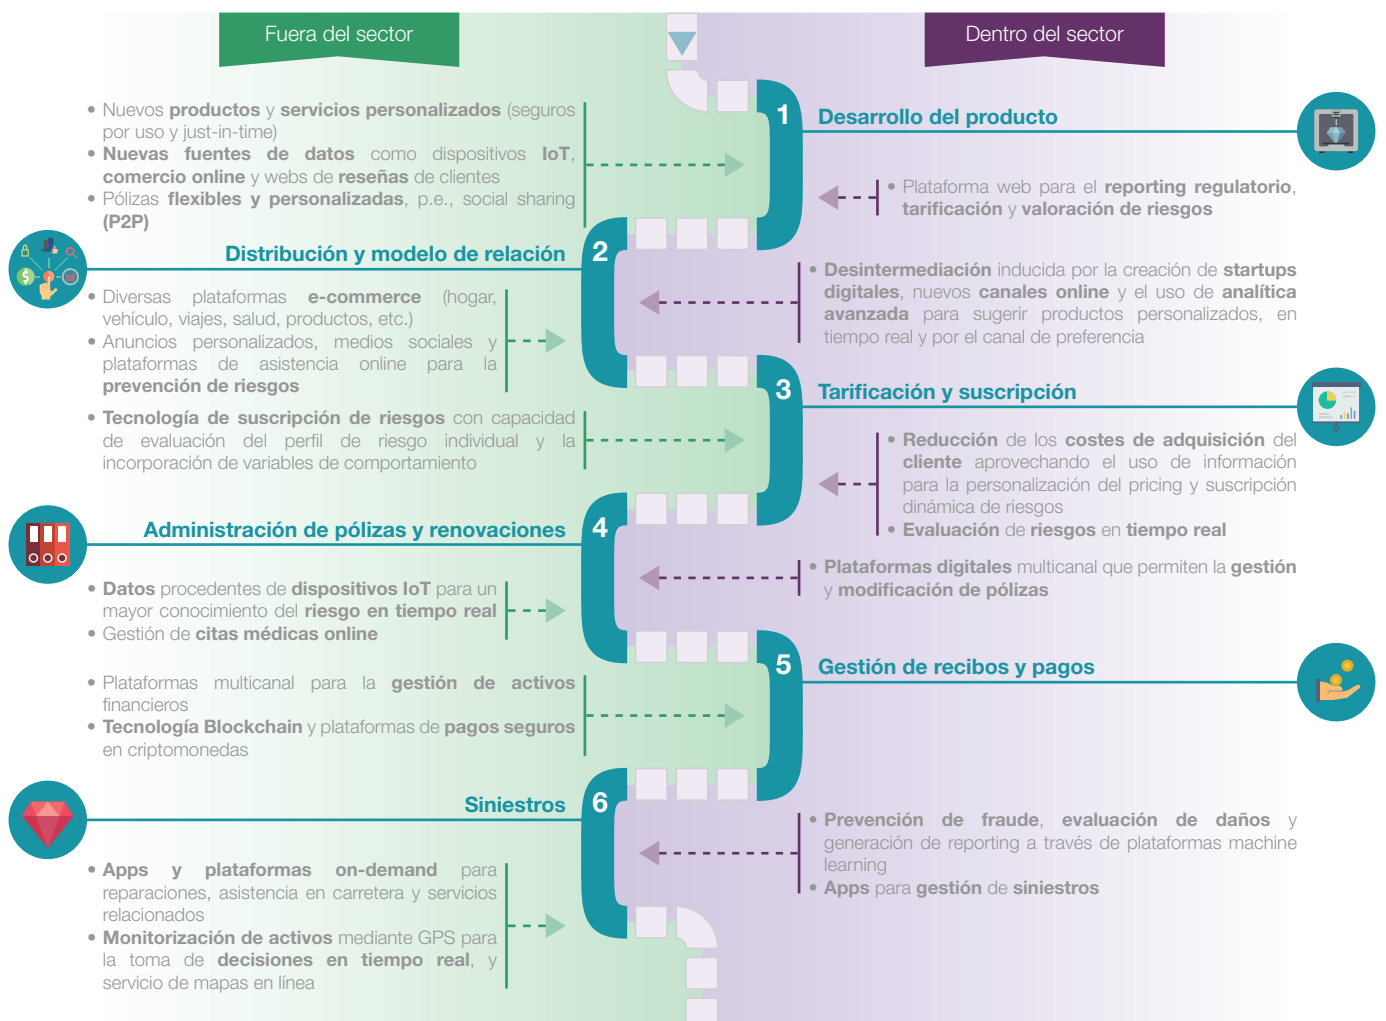 Fuera del sector
Dentro del sector
• Nuevos productos y servicios personalizados (seguros
por uso y just-in-time)
• Nuevas fuentes de datos como dispositivos IoT,
comercio online y webs de reseñas de clientes
• Pólizas flexibles y personalizadas, p.e., social sharing
(P2P)
1
Desarrollo del producto
• Plataforma web para el reporting regulatorio,
tarificación y valoración de riesgos
Distribución y modelo de relación
2
• Diversas plataformas e-commerce (hogar,
vehículo, viajes, salud, productos, etc.)
• Anuncios personalizados, medios sociales y
plataformas de asistencia online para la
prevención de riesgos
• Desintermediación inducida por la creación de startups
digitales, nuevos canales online y el uso de analítica
avanzada para sugerir productos personalizados, en
tiempo real y por el canal de preferencia
3
Tarificación y suscripción
• Tecnología de suscripción de riesgos con capacidad
de evaluación del perfil de riesgo individual y la
incorporación de variables de comportamiento
• Reducción de los costes de adquisición del
cliente aprovechando el uso de información
para la personalización del pricing y suscripción
dinámica de riesgos
• Evaluación de riesgos en tiempo real
Administración de pólizas y renovaciones
4
• Datos procedentes de dispositivos IoT para un
mayor conocimiento del riesgo en tiempo real
• Gestión de citas médicas online
• Plataformas digitales multicanal que permiten la gestión
y modificación de pólizas
5
Gestión de recibos y pagos
• Plataformas multicanal para la gestión de activos
financieros
• Tecnología Blockchain y plataformas de pagos seguros
en criptomonedas
Siniestros
6
• Apps y plataformas on-demand para
reparaciones, asistencia en carretera y servicios
relacionados
• Monitorización de activos mediante GPS para
la toma de decisiones en tiempo real, y
servicio de mapas en línea
• Prevención de fraude, evaluación de daños y
generación de reporting a través de plataformas machine
learning
• Apps para gestión de siniestros